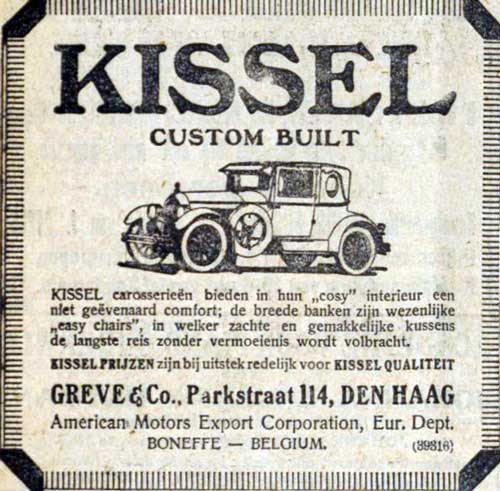 KISSEL
CUSTOM BUILT
KISSEL carosserieën bieden in hun „cosy" interieur een
niet geëvenaard comfort; de breede banken zijn wezenlijke
„easy chairs", in welker zachte en gemakkelijke kussens
de langste reis zonder vermoeienis wordt volbracht.
KISSEL PRIJZEN zijn bij uitstek redelijk voor KISSEL QUALITEIT
GREVE & Co., Parkstraat 114, DEN HAAG
American Motors Export Corporation, Eur. Dept.
BONEFFE — BELGIUM. (39316)